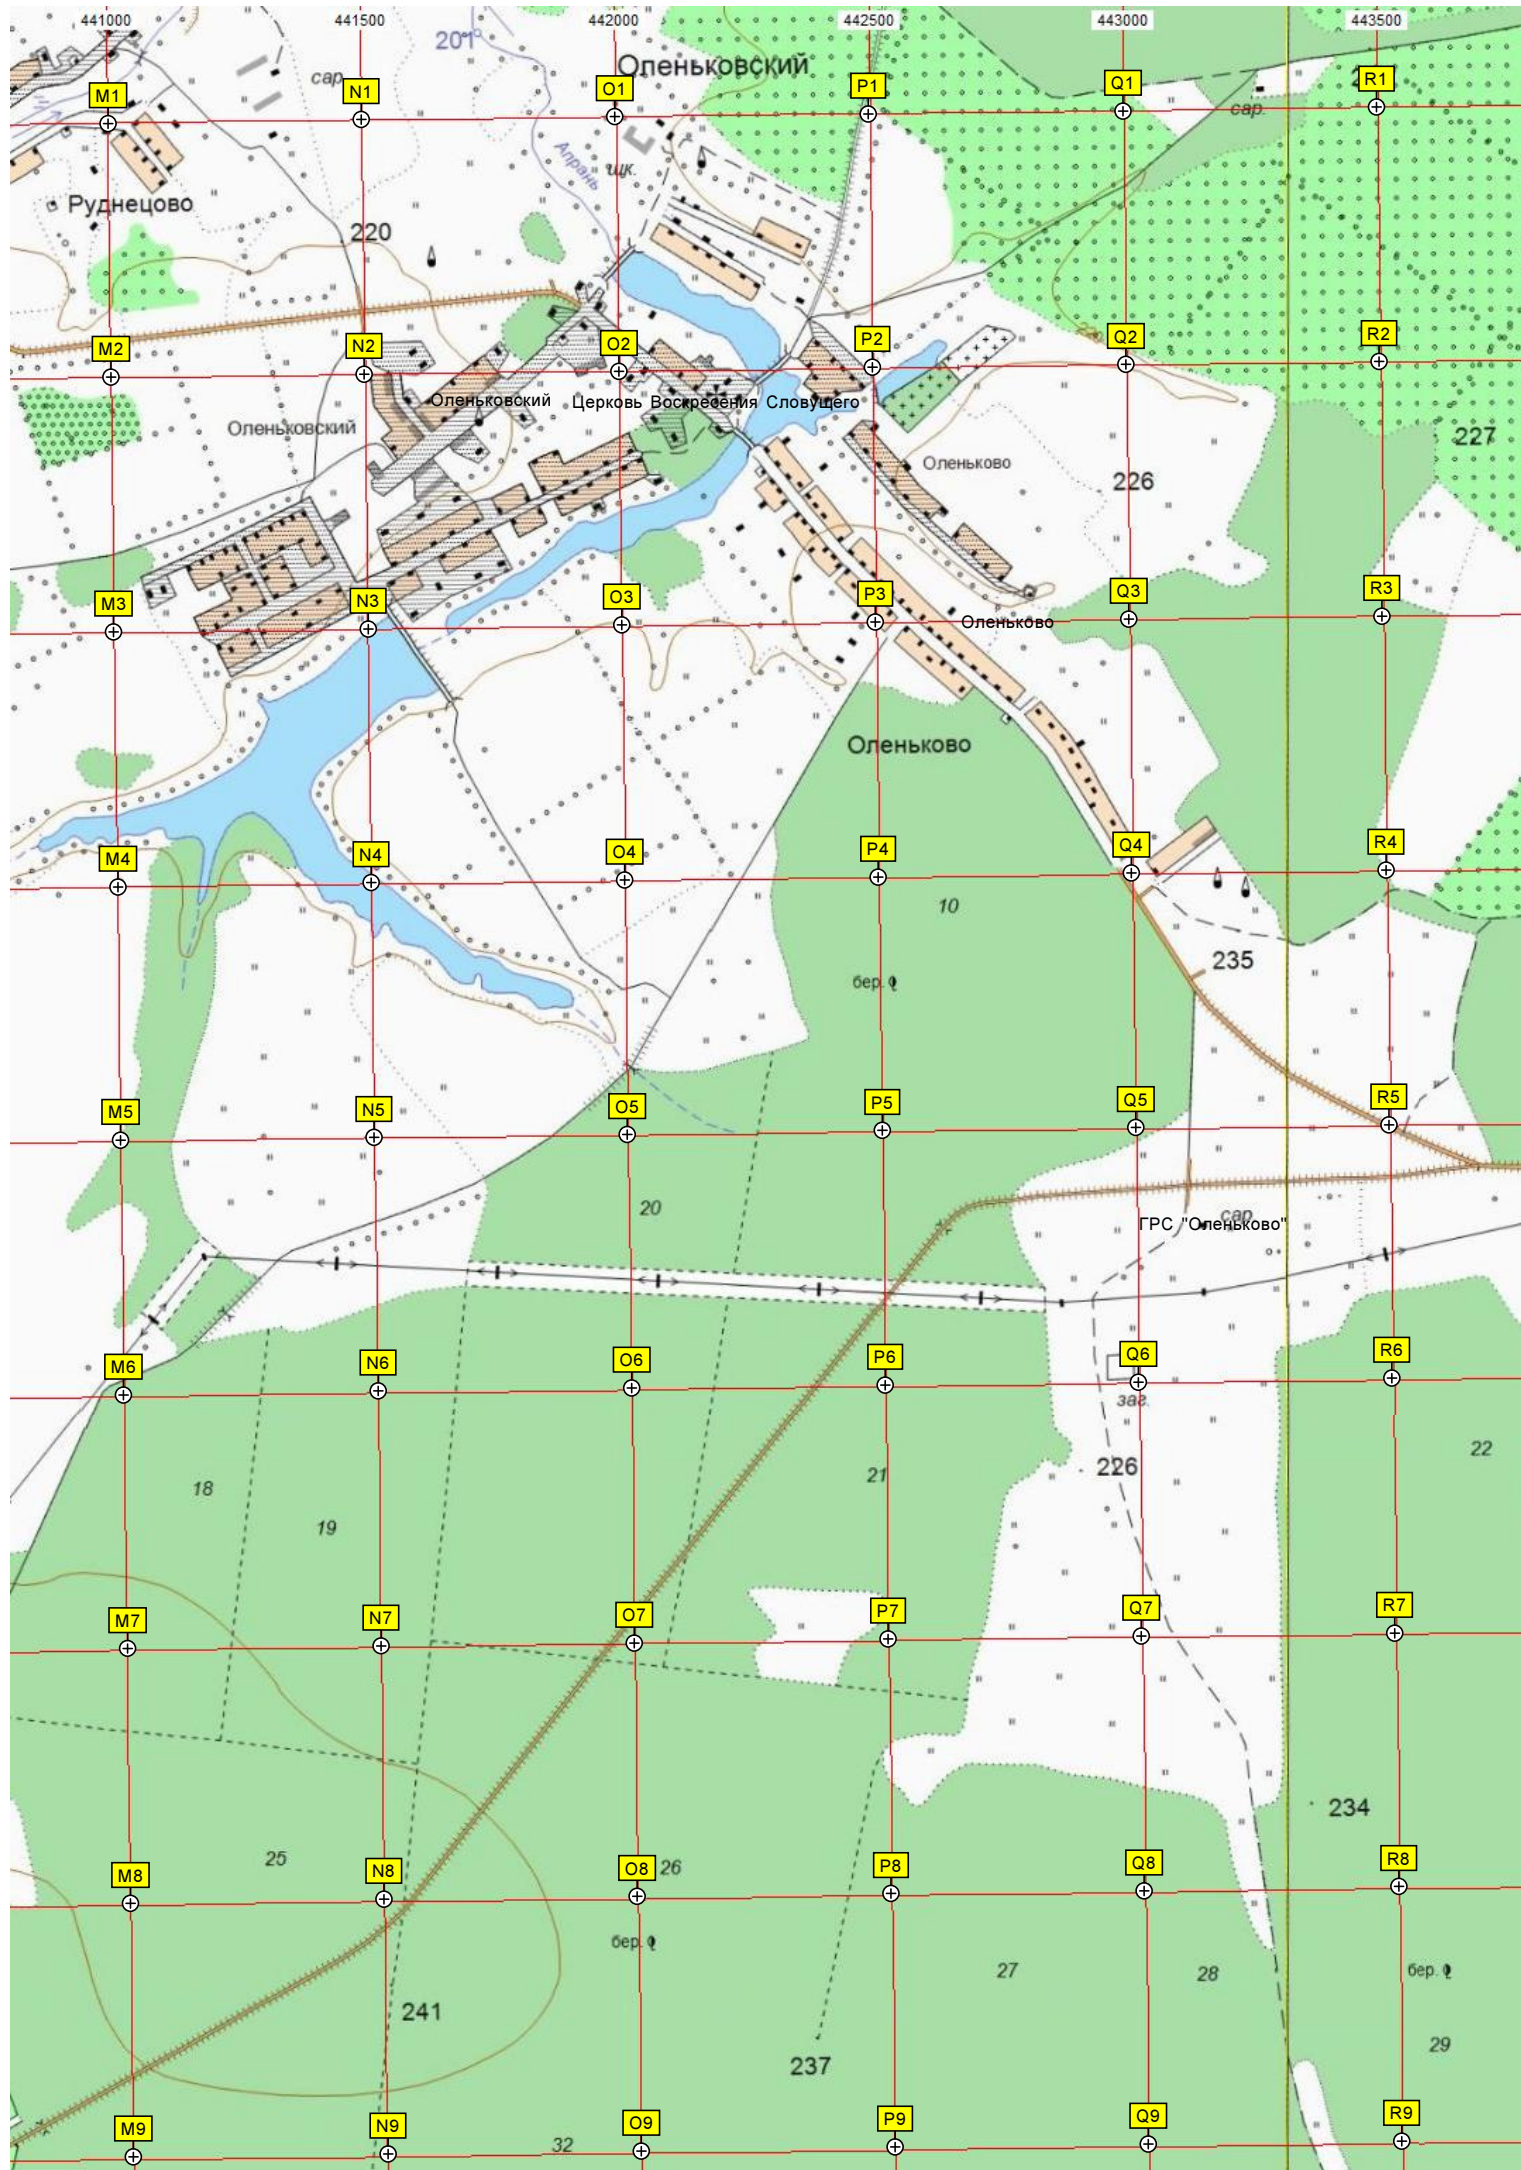 441000 441500 442000 442500 443000 443500
201
Оленьковский
сар.
M1 N1 O1 P1 Q1 R1
сар.
Апрань
шк.
Руднецово
220
M2 N2 O2 P2 Q2 R2
Оленьковский Церковь Воскресения Словущего
Оленьковский
227
Оленьково
226
M3 N3 O3 P3 Q3 R3
Оленьково
Оленьково
M4 N4 O4 P4 Q4 R4
10
235
бер.
M5 N5 O5 P5 Q5 R5
20
сар.
ГРС "Оленьково"
M6 N6 O6 P6 Q6 R6
заг.
22
226
21
18
19
M7 N7 O7 P7 Q7 R7
234
25
26
M8 N8 O8 P8 Q8 R8
бер.
27
28
бер.
241
29
237
M9 N9 O9 P9 Q9 R9
32